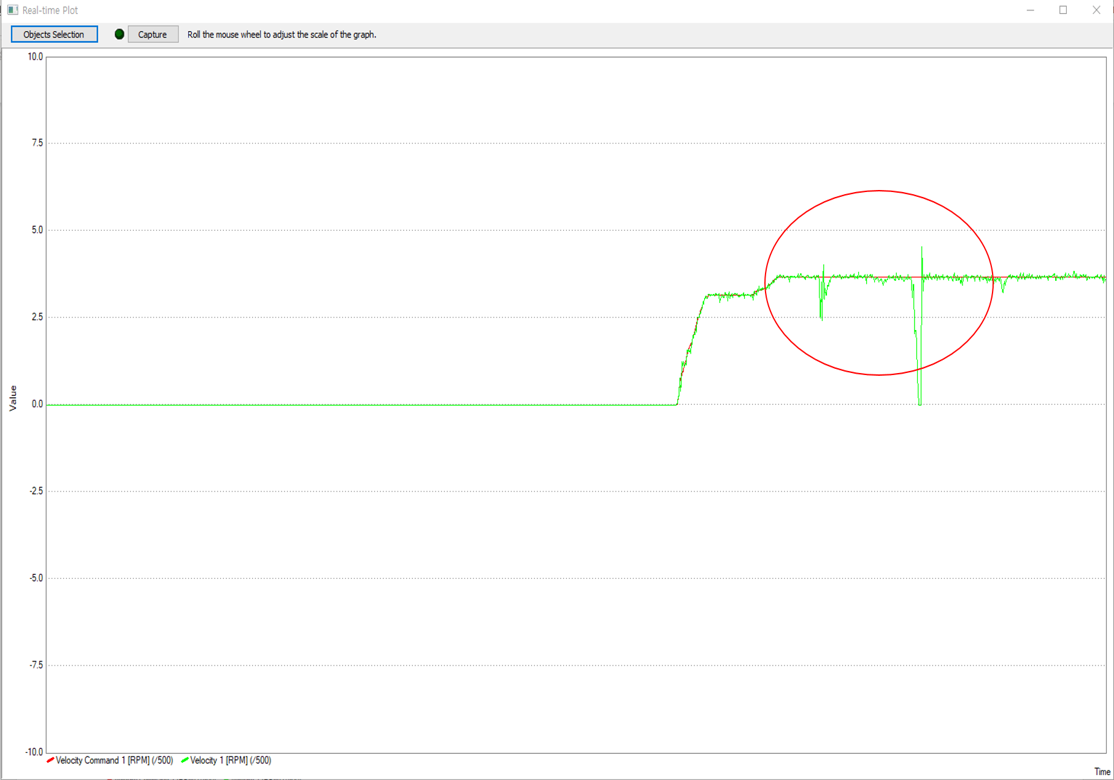 Real-time Plot
Objects Selection Capture Roll the mouse wheel to adjust the scale of the graph.
10.0
7.5
5.0
2.5
Value
0.0
-2.5
-5.0
-7.5
-10.0
Velocity Command 1 [RPM] (/500) Velocity 1 [RPM] (/500)
Time